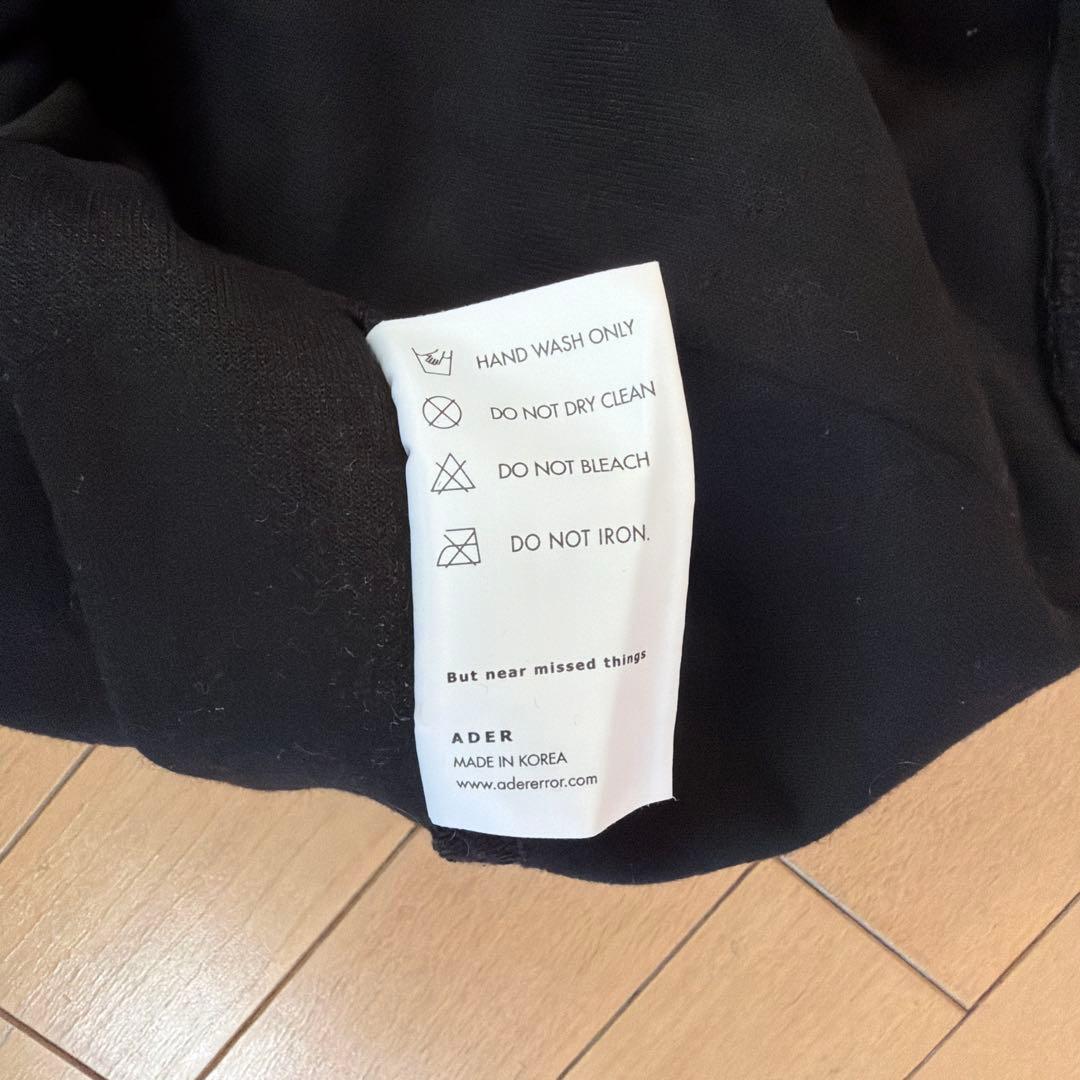 HAND WASH ONLY
DO NOT DRY CLEAN
DO NOT BLEACH
DO NOT IRON.
But near missed things
ADER
MADE IN KOREA
www.adererror.com